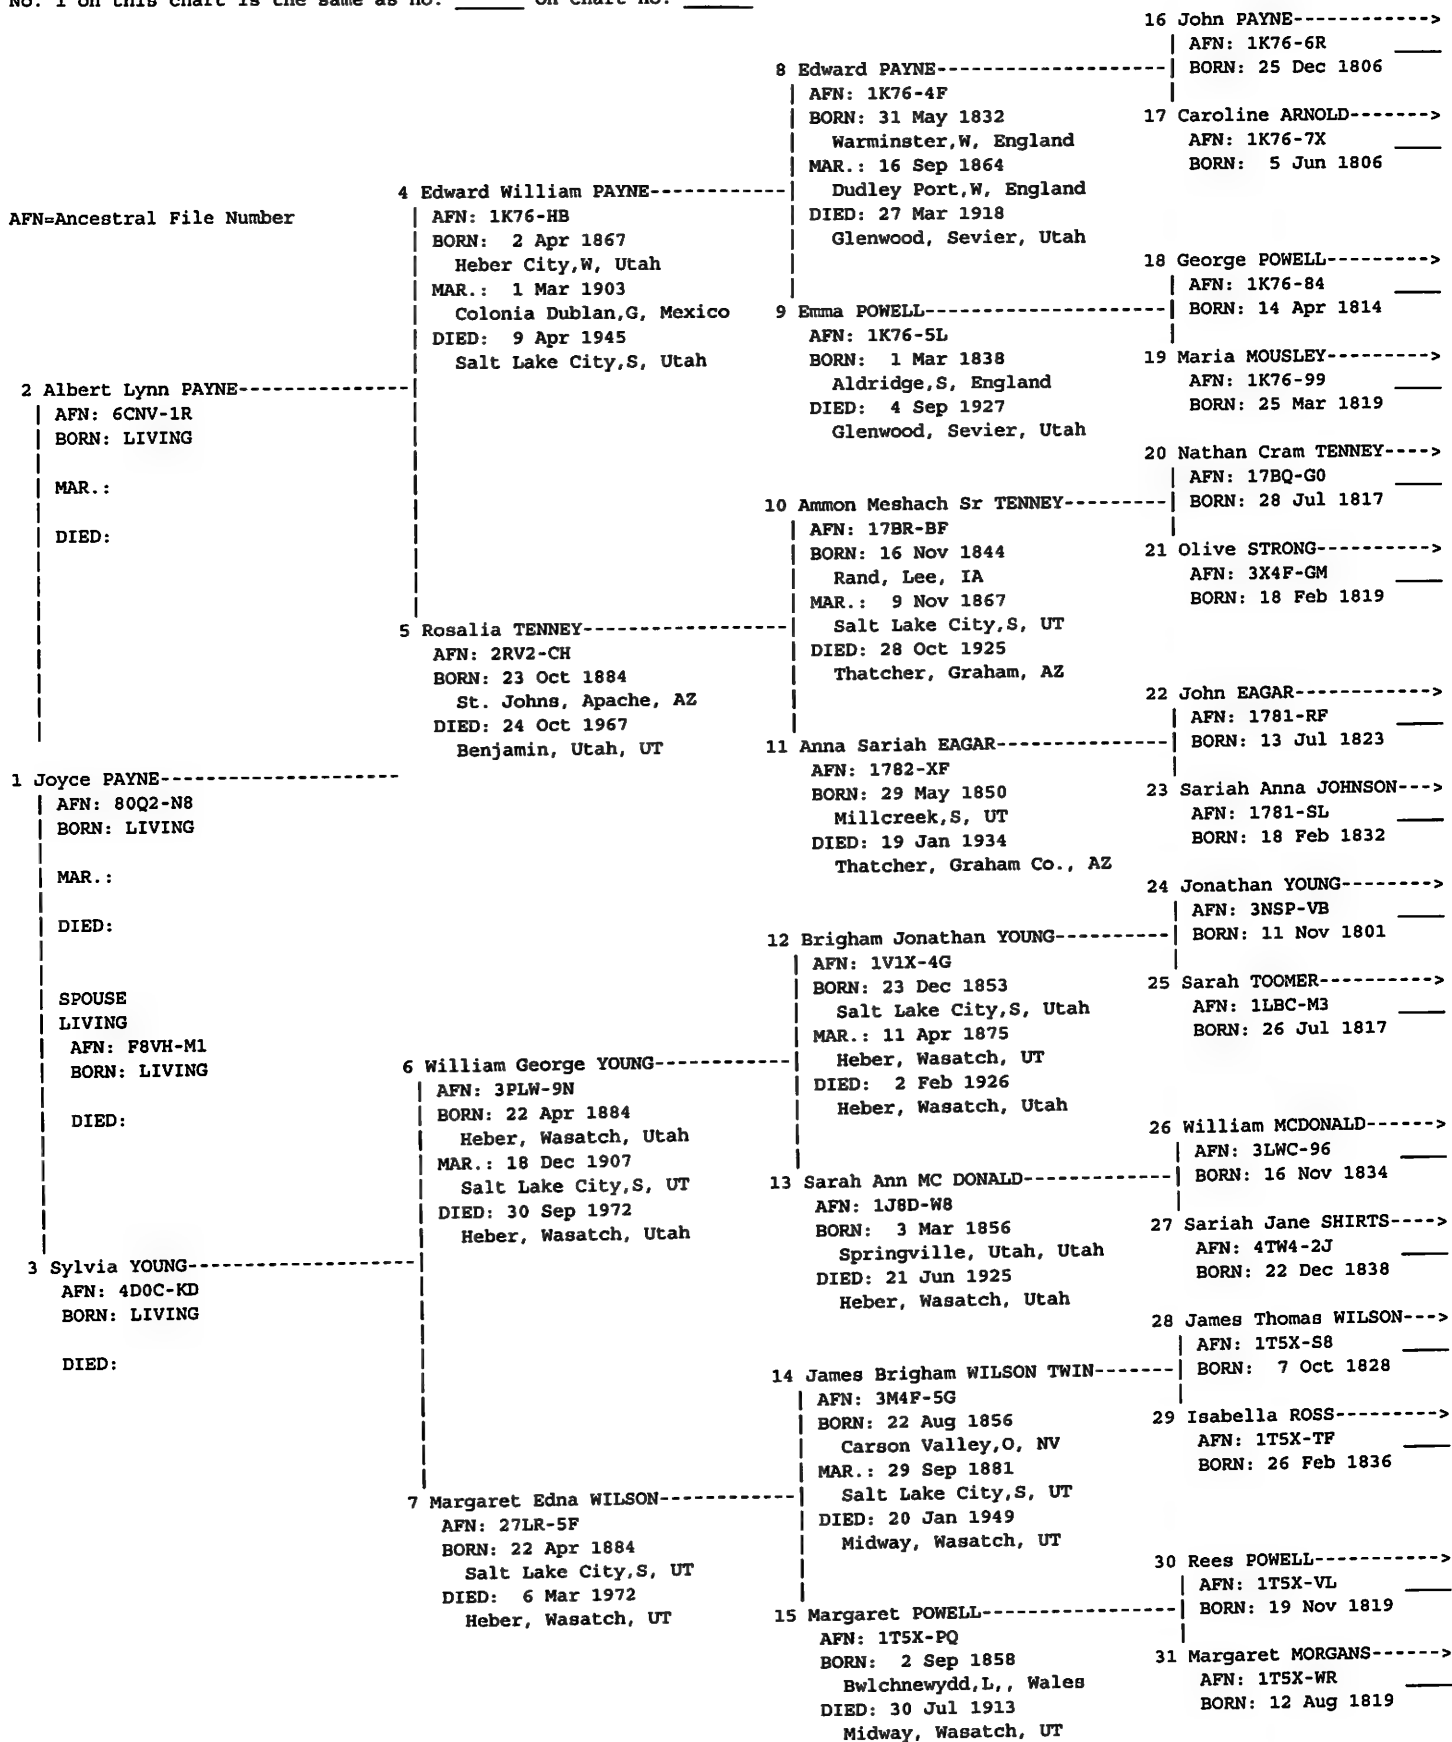 No. 1 on this chart is the same as no. _____ on chart no. _____
16 John PAYNE------------>
AFN: 1K76-6R
BORN: 25 Dec 1806
8 Edward PAYNE-------------------
AFN: 1K76-4F
BORN: 31 May 1832
Warminster,W, England
MAR.: 16 Sep 1864
Dudley Port,W, England
DIED: 27 Mar 1918
Glenwood, Sevier, Utah
17 Caroline ARNOLD------->
AFN: 1K76-7X
BORN: 5 Jun 1806
4 Edward William PAYNE-----------
AFN: 1K76-HB
BORN: 2 Apr 1867
Heber City,W, Utah
MAR.: 1 Mar 1903
Colonia Dublan,G, Mexico
DIED: 9 Apr 1945
Salt Lake City,S, Utah
AFN=Ancestral File Number
18 George POWELL--------->
AFN: 1K76-84
BORN: 14 Apr 1814
9 Emma POWELL--------------------
AFN: 1K76-5L
BORN: 1 Mar 1838
Aldridge,S, England
DIED: 4 Sep 1927
Glenwood, Sevier, Utah
19 Maria MOUSLEY--------->
AFN: 1K76-99
BORN: 25 Mar 1819
2 Albert Lynn PAYNE--------------
AFN: 6CNV-1R
BORN: LIVING
MAR.:
DIED:
20 Nathan Cram TENNEY---->
AFN: 17BQ-G0
BORN: 28 Jul 1817
10 Ammon Meshach Sr TENNEY---------
AFN: 17BR-BF
BORN: 16 Nov 1844
Rand, Lee, IA
MAR.: 9 Nov 1867
Salt Lake City,S, UT
DIED: 28 Oct 1925
Thatcher, Graham, AZ
21 Olive STRONG---------->
AFN: 3X4F-GM
BORN: 18 Feb 1819
5 Rosalia TENNEY-----------------
AFN: 2RV2-CH
BORN: 23 Oct 1884
St. Johns, Apache, AZ
DIED: 24 Oct 1967
Benjamin, Utah, UT
22 John EAGAR------------>
AFN: 1781-RF
BORN: 13 Jul 1823
11 Anna Sariah EAGAR--------------
AFN: 1782-XF
BORN: 29 May 1850
Millcreek,S, UT
DIED: 19 Jan 1934
Thatcher, Graham Co., AZ
23 Sariah Anna JOHNSON--->
AFN: 1781-SL
BORN: 18 Feb 1832
1 Joyce PAYNE--------------------
AFN: 80Q2-N8
BORN: LIVING
MAR.:
DIED:
SPOUSE
LIVING
AFN: F8VH-M1
BORN: LIVING
DIED:
24 Jonathan YOUNG-------->
AFN: 3NSP-VB
BORN: 11 Nov 1801
12 Brigham Jonathan YOUNG----------
AFN: 1V1X-4G
BORN: 23 Dec 1853
Salt Lake City,S, Utah
MAR.: 11 Apr 1875
Heber, Wasatch, UT
DIED: 2 Feb 1926
Heber, Wasatch, Utah
25 Sarah TOOMER---------->
AFN: 1LBC-M3
BORN: 26 Jul 1817
6 William George YOUNG-----------
AFN: 3PLW-9N
BORN: 22 Apr 1884
Heber, Wasatch, Utah
MAR.: 18 Dec 1907
Salt Lake City,S, UT
DIED: 30 Sep 1972
Heber, Wasatch, Utah
26 William MCDONALD------>
AFN: 3LWC-96
BORN: 16 Nov 1834
13 Sarah Ann MC DONALD------------
AFN: 1J8D-W8
BORN: 3 Mar 1856
Springville, Utah, Utah
DIED: 21 Jun 1925
Heber, Wasatch, Utah
27 Sariah Jane SHIRTS---->
AFN: 4TW4-2J
BORN: 22 Dec 1838
3 Sylvia YOUNG-------------------
AFN: 4D0C-KD
BORN: LIVING
DIED:
28 James Thomas WILSON--->
AFN: 1T5X-S8
BORN: 7 Oct 1828
14 James Brigham WILSON TWIN-------
AFN: 3M4F-5G
BORN: 22 Aug 1856
Carson Valley,O, NV
MAR.: 29 Sep 1881
Salt Lake City,S, UT
DIED: 20 Jan 1949
Midway, Wasatch, UT
29 Isabella ROSS--------->
AFN: 1T5X-TF
BORN: 26 Feb 1836
7 Margaret Edna WILSON-----------
AFN: 27LR-5F
BORN: 22 Apr 1884
Salt Lake City,S, UT
DIED: 6 Mar 1972
Heber, Wasatch, UT
30 Rees POWELL----------->
AFN: 1T5X-VL
BORN: 19 Nov 1819
15 Margaret POWELL----------------
AFN: 1T5X-PQ
BORN: 2 Sep 1858
Bwlchnewydd,L,, Wales
DIED: 30 Jul 1913
Midway, Wasatch, UT
31 Margaret MORGANS------>
AFN: 1T5X-WR
BORN: 12 Aug 1819